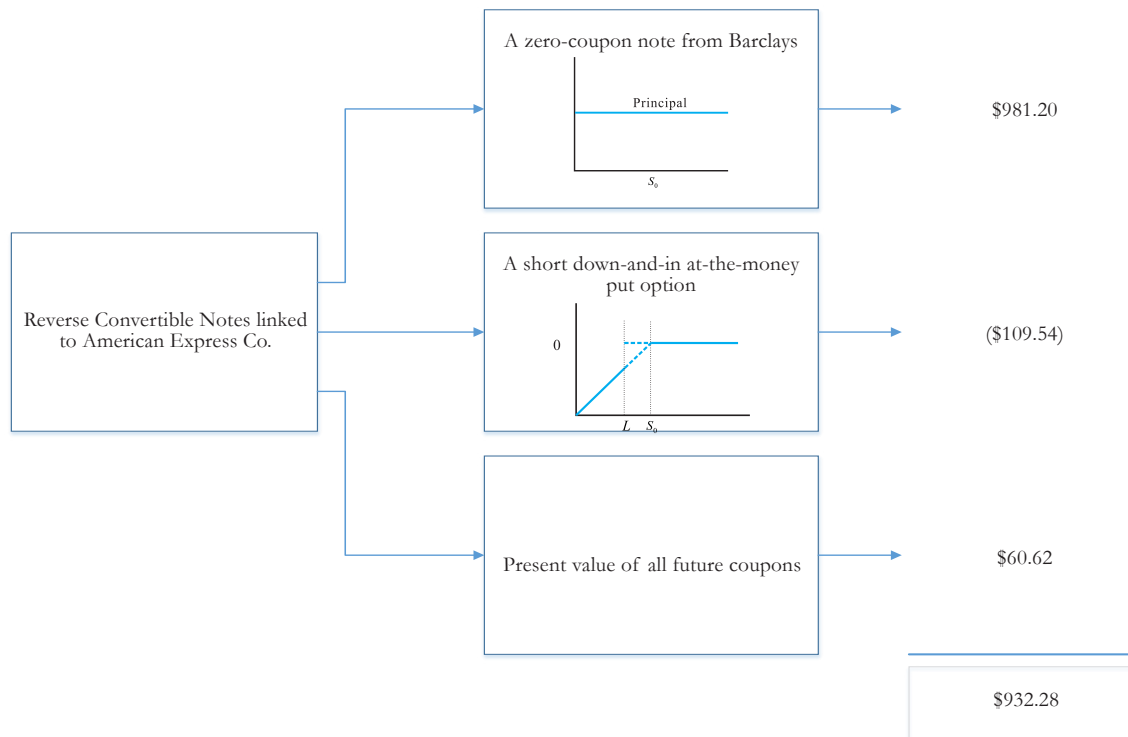 A zero-coupon note from Barclays
Principal
S₀
$981.20
Reverse Convertible Notes linked
to American Express Co.
A short down-and-in at-the-money
put option
0
L S₀
($109.54)
Present value of all future coupons
$60.62
$932.28